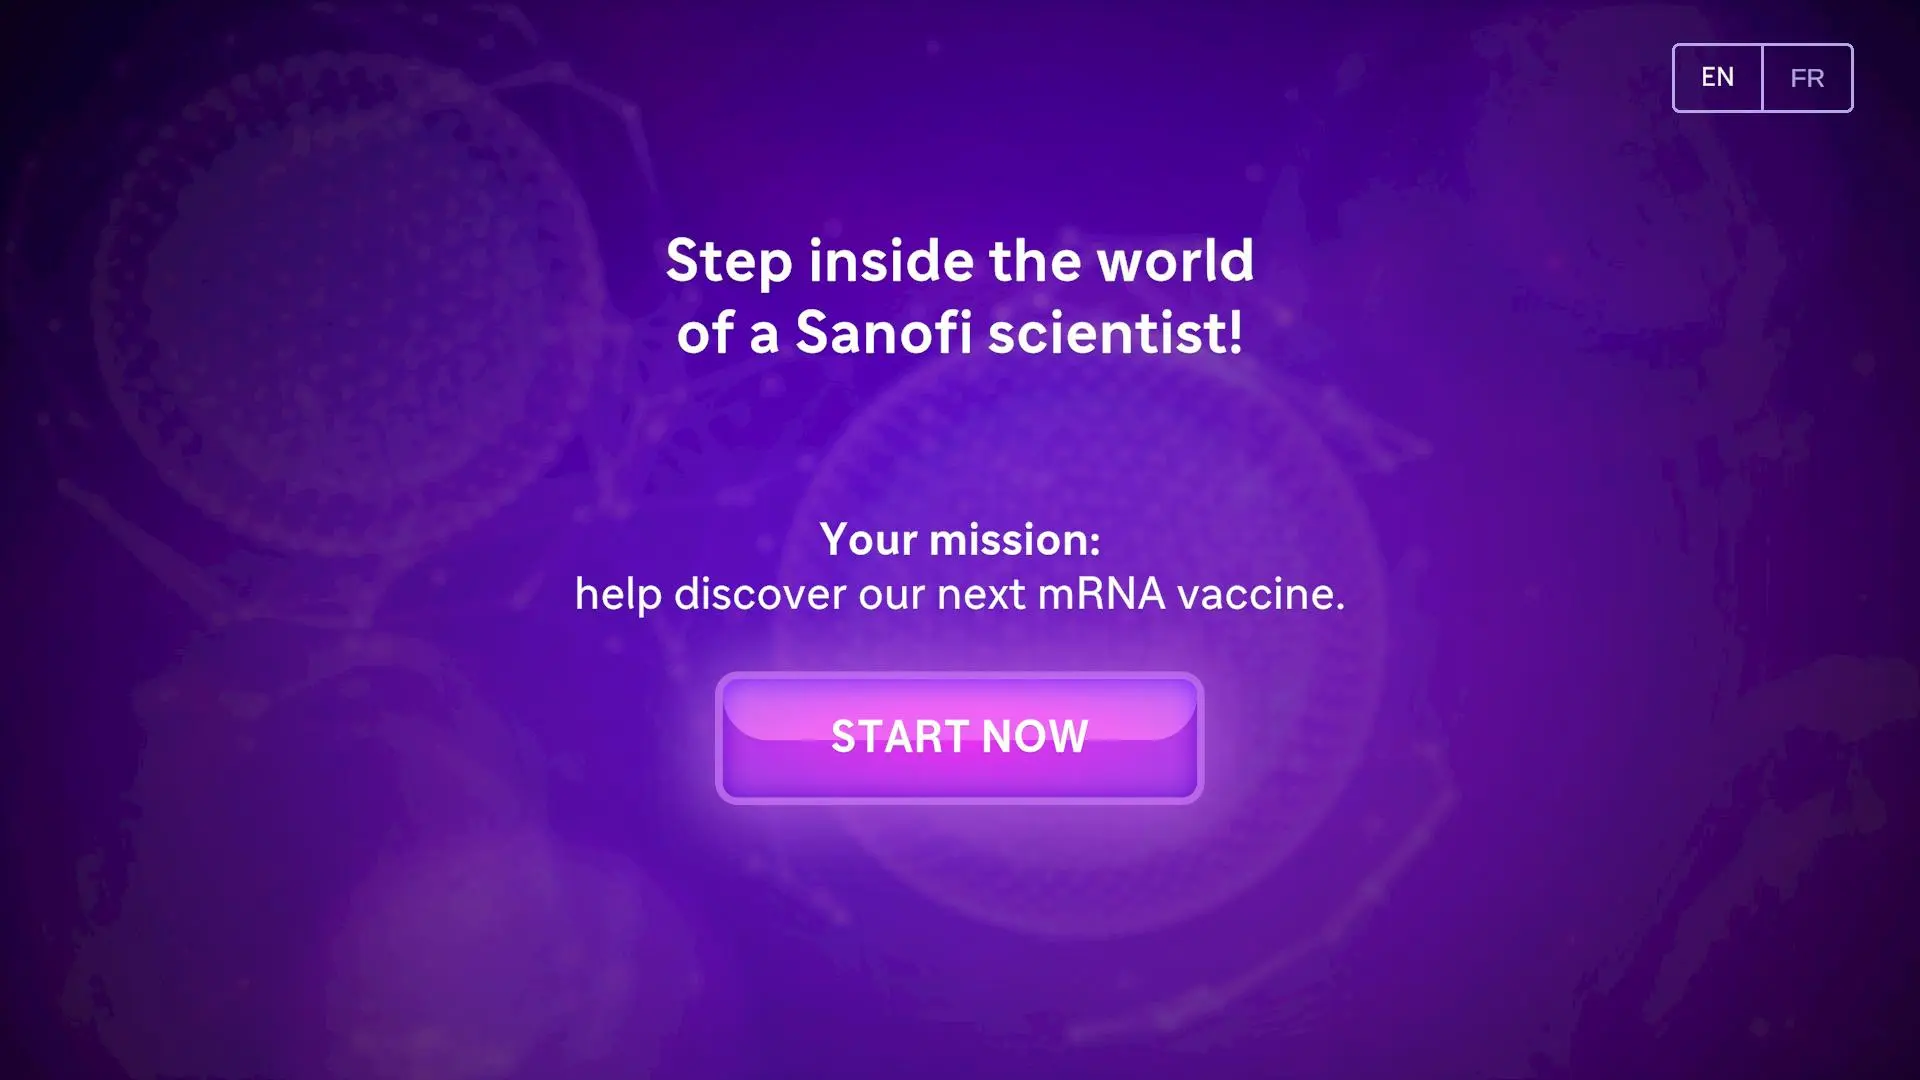 EN FR
Step inside the world
of a Sanofi scientist!
Your mission:
help discover our next mRNA vaccine.
START NOW